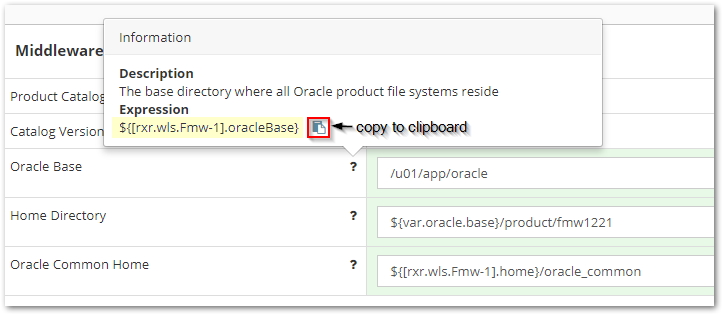 Information
Middleware
Description
The base directory where all Oracle product file systems reside
Product Catalog
Expression
${[rxr.wls.Fmw-1].oracleBase} copy to clipboard
Catalog Version
Oracle Base ? /u01/app/oracle
Home Directory ? ${var.oracle.base}/product/fmw1221
Oracle Common Home ? ${[rxr.wls.Fmw-1].home}/oracle_common